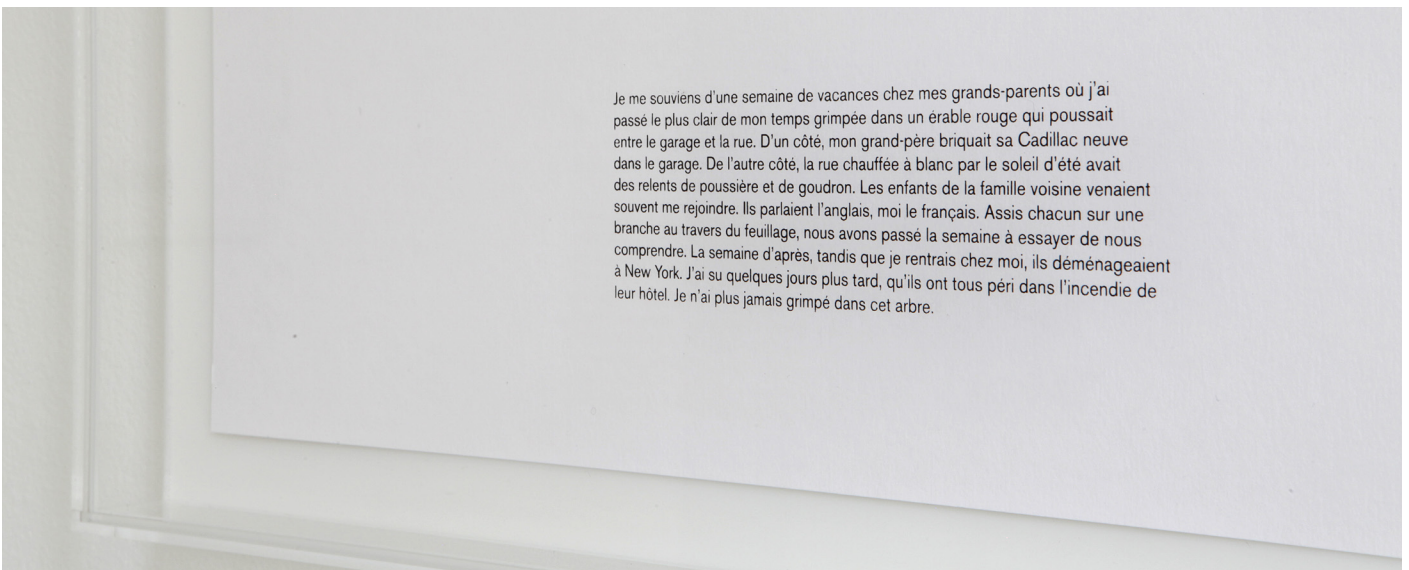 Je me souviens d'une semaine de vacances chez mes grands-parents où j'ai
passé le plus clair de mon temps grimpée dans un érable rouge qui poussait
entre le garage et la rue. D'un côté, mon grand-père briquait sa Cadillac neuve
dans le garage. De l'autre côté, la rue chauffée à blanc par le soleil d'été avait
des relents de poussière et de goudron. Les enfants de la famille voisine venaient
souvent me rejoindre. Ils parlaient l'anglais, moi le français. Assis chacun sur une
branche au travers du feuillage, nous avons passé la semaine à essayer de nous
comprendre. La semaine d'après, tandis que je rentrais chez moi, ils déménageaient
à New York. J'ai su quelques jours plus tard, qu'ils ont tous péri dans l'incendie de
leur hôtel. Je n'ai plus jamais grimpé dans cet arbre.